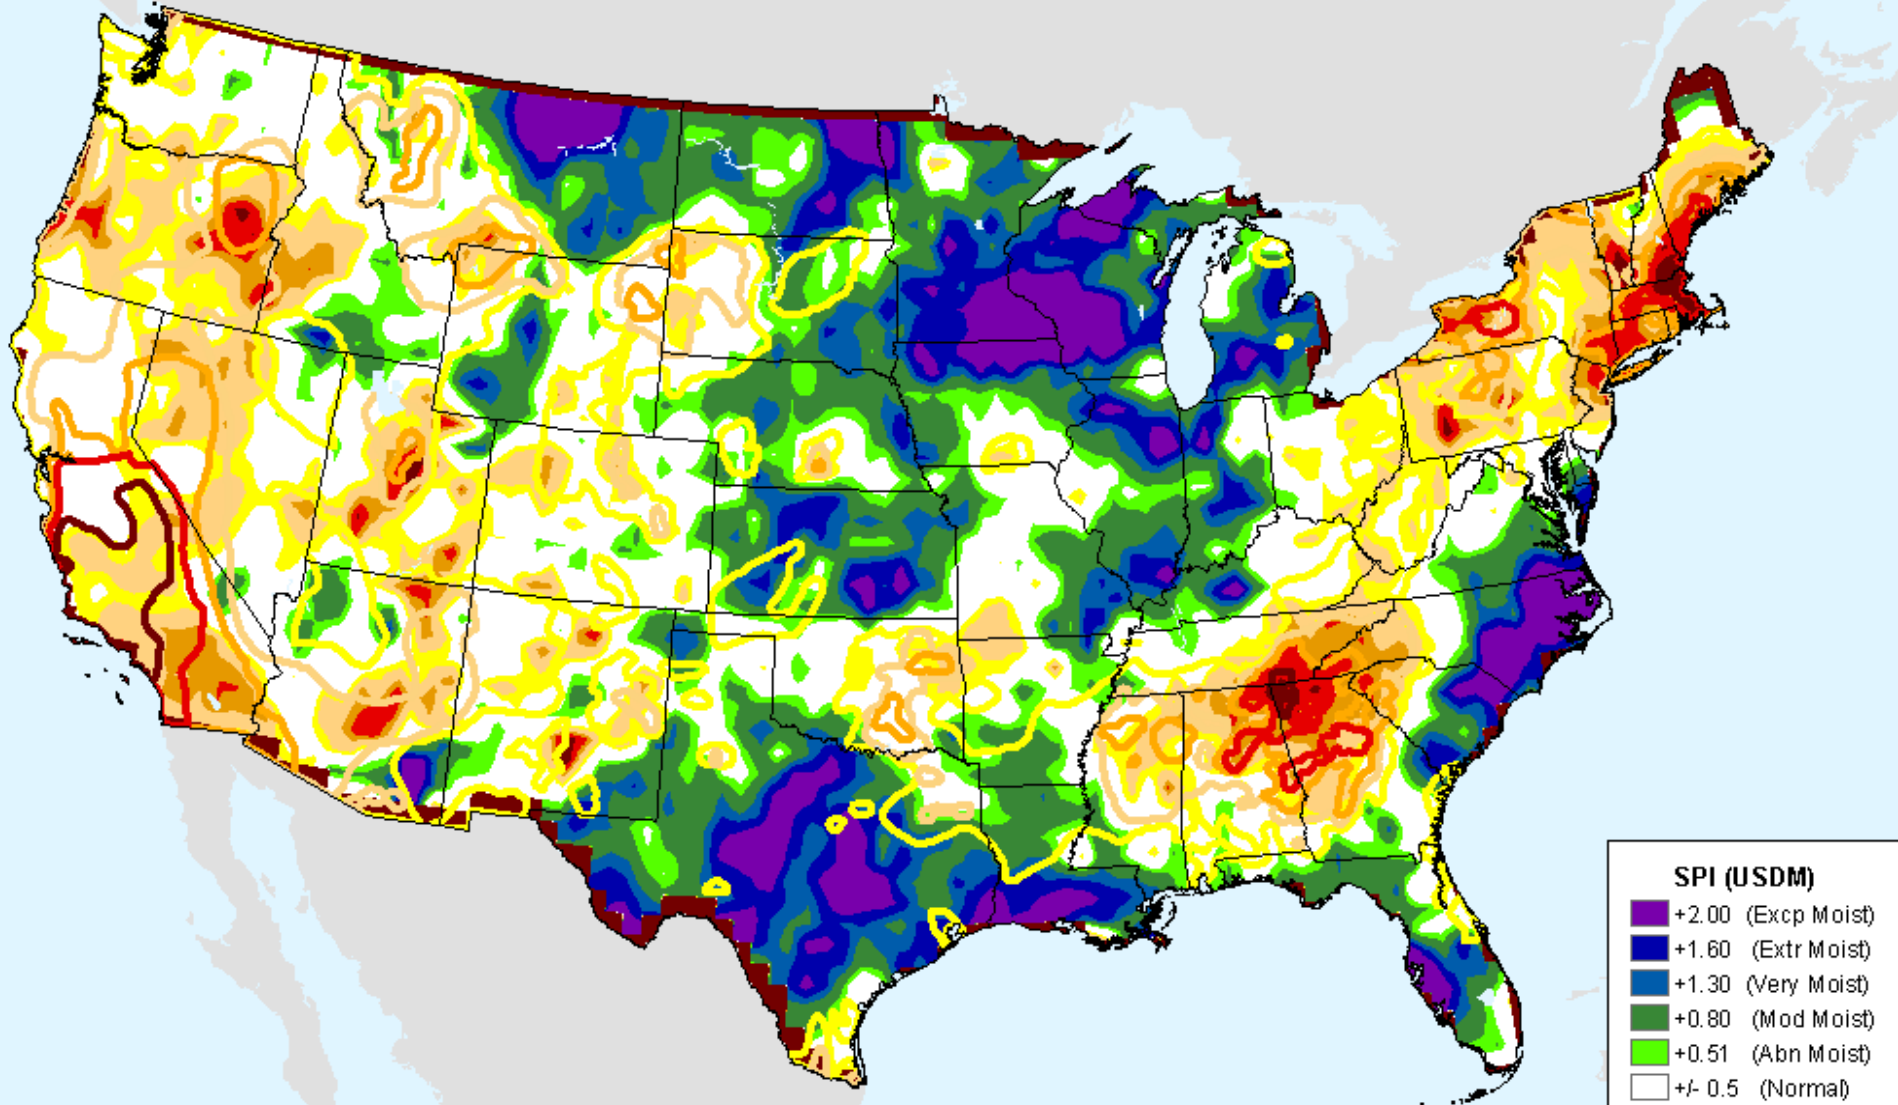 SPI (USDM)
+2.00 (Excp Moist)
+1.60 (Extr Moist)
+1.30 (Very Moist)
+0.80 (Mod Moist)
+0.51 (Abn Moist)
+/- 0.5 (Normal)